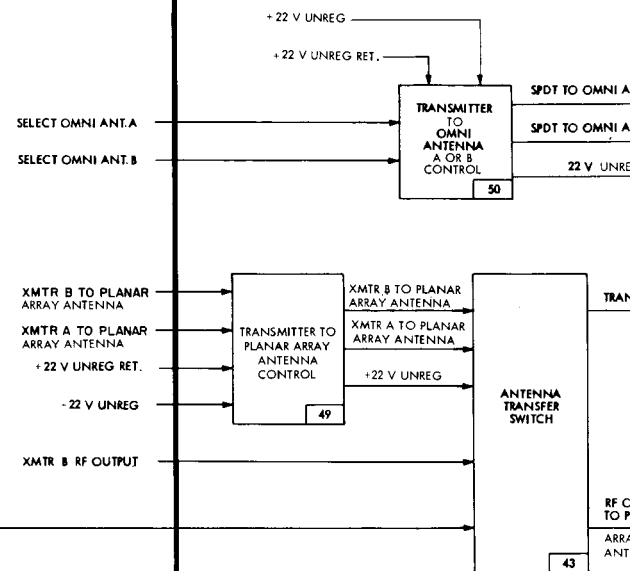 +22 V UNREG
+22 V UNREG RET.
SELECT OMNI ANT. A
SELECT OMNI ANT. B
TRANSMITTER
TO
OMNI
ANTENNA
A OR B
CONTROL
50
SPDT TO OMNI A
SPDT TO OMNI A
22 V UNRE
XMTR B TO PLANAR
ARRAY ANTENNA
XMTR A TO PLANAR
ARRAY ANTENNA
+22 V UNREG RET.
-22 V UNREG
TRANSMITTER TO
PLANAR ARRAY
ANTENNA
CONTROL
49
XMTR B TO PLANAR
ARRAY ANTENNA
XMTR A TO PLANAR
ARRAY ANTENNA
+22 V UNREG
XMTR B RF OUTPUT
ANTENNA
TRANSFER
SWITCH
43
TRAN
RF C
TO P
ARRA
ANT